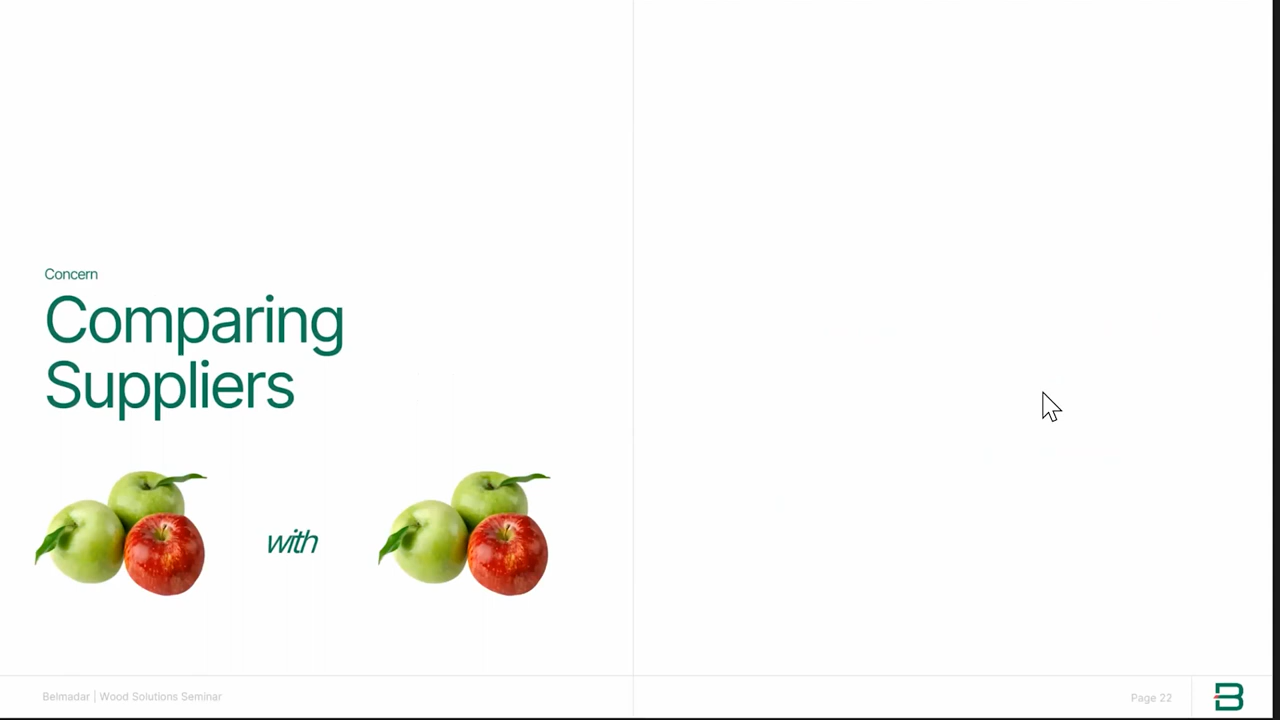 Concern
Comparing
Suppliers
with
Belmadar | Wood Solutions Seminar
Page 22
B